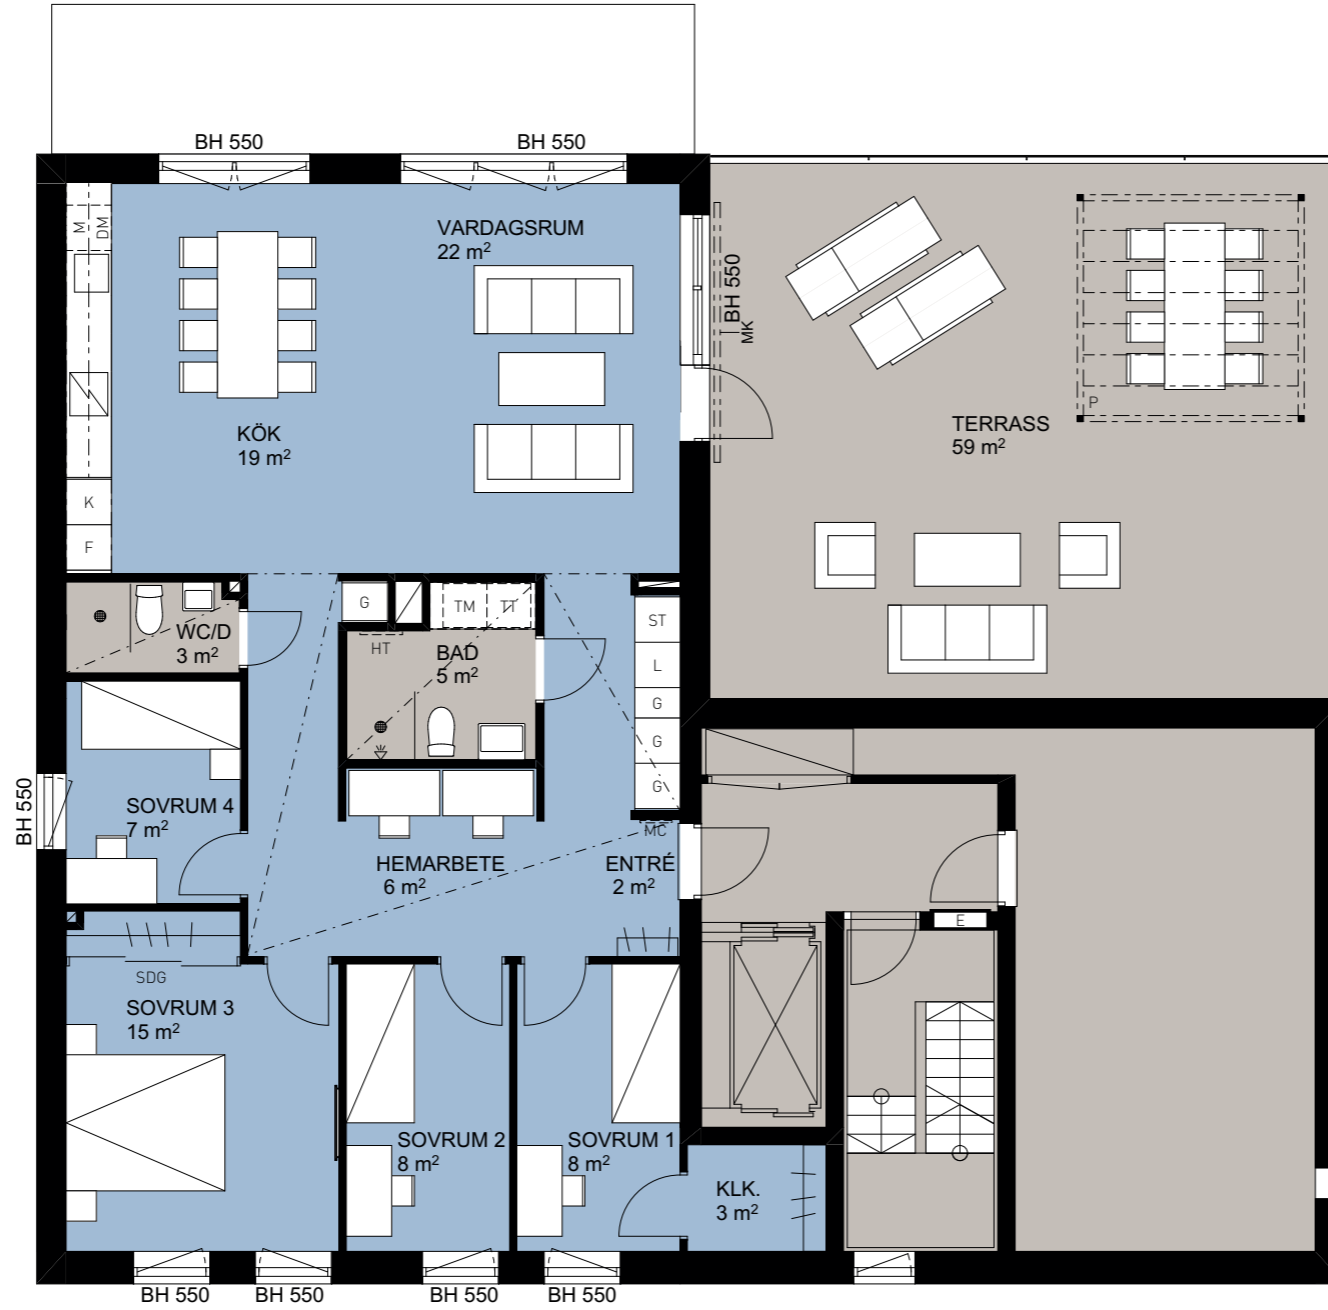 BH 550
BH 550
M
DM
VARDAGSRUM
22 m²
BH 550
MK
P
TERRASS
59 m²
KÖK
19 m²
K
F
G
TM
TT
ST
WC/D
3 m²
HT
BAD
5 m²
L
G
G
G
BH 550
SOVRUM 4
7 m²
MC
HEMARBETE
6 m²
ENTRÉ
2 m²
E
SDG
SOVRUM 3
15 m²
SOVRUM 2
8 m²
SOVRUM 1
8 m²
KLK.
3 m²
BH 550
BH 550
BH 550
BH 550